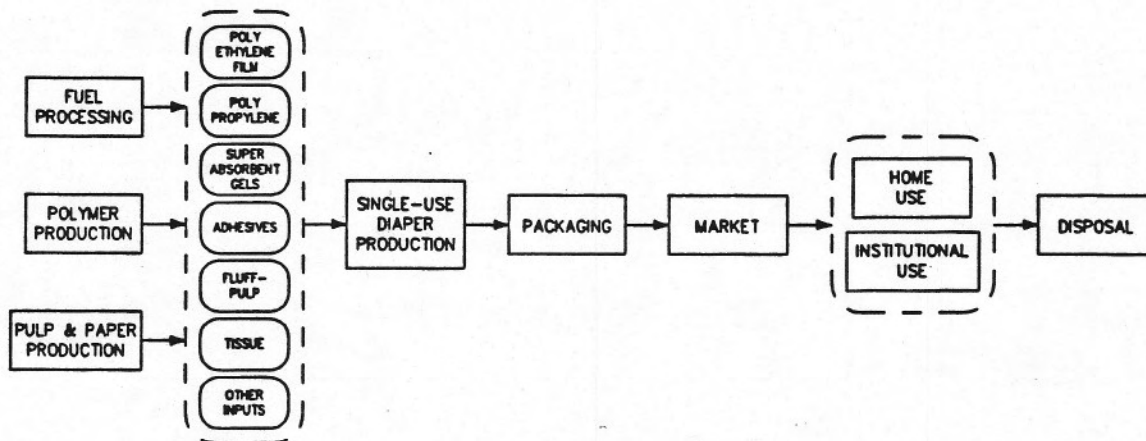 FUEL
PROCESSING
POLYMER
PRODUCTION
PULP & PAPER
PRODUCTION
POLY
ETHYLENE
FILM
POLY
PROPYLENE
SUPER
ABSORBENT
GELS
ADHESIVES
FLUFF-
PULP
TISSUE
OTHER
INPUTS
SINGLE-USE
DIAPER
PRODUCTION
PACKAGING
MARKET
HOME
USE
INSTITUTIONAL
USE
DISPOSAL